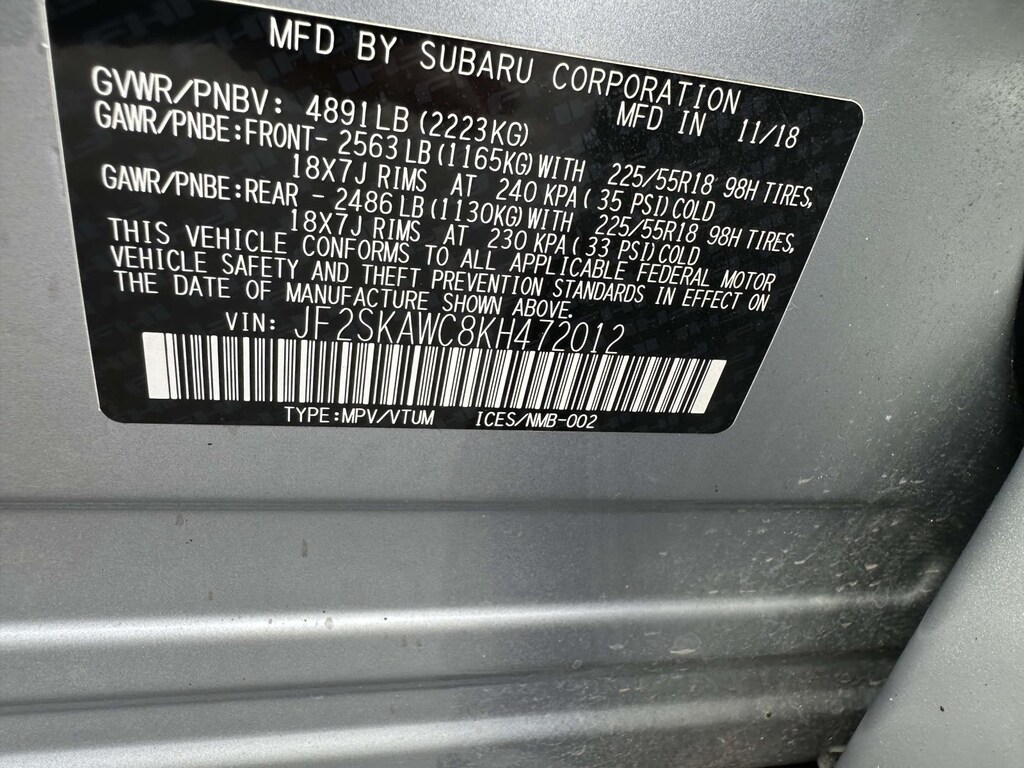 MFD BY SUBARU CORPORATION
GVWR/PNBV: 4891LB (2223KG) MFD IN 11/18
GAWR/PNBE:FRONT- 2563LB (1165KG) WITH 225/55R18 98H TIRES,
18X7J RIMS AT 240 KPA ( 35 PSI) COLD
GAWR/PNBE:REAR - 2486LB (1130KG) WITH 225/55R18 98H TIRES,
18X7J RIMS AT 230 KPA ( 33 PSI) COLD
THIS VEHICLE CONFORMS TO ALL APPLICABLE FEDERAL MOTOR
VEHICLE SAFETY AND THEFT PREVENTION STANDARDS IN EFFECT ON
THE DATE OF MANUFACTURE SHOWN ABOVE.
VIN: JF2SKAWC8KH472012
TYPE:MPV/VTUM ICES/NMB-002